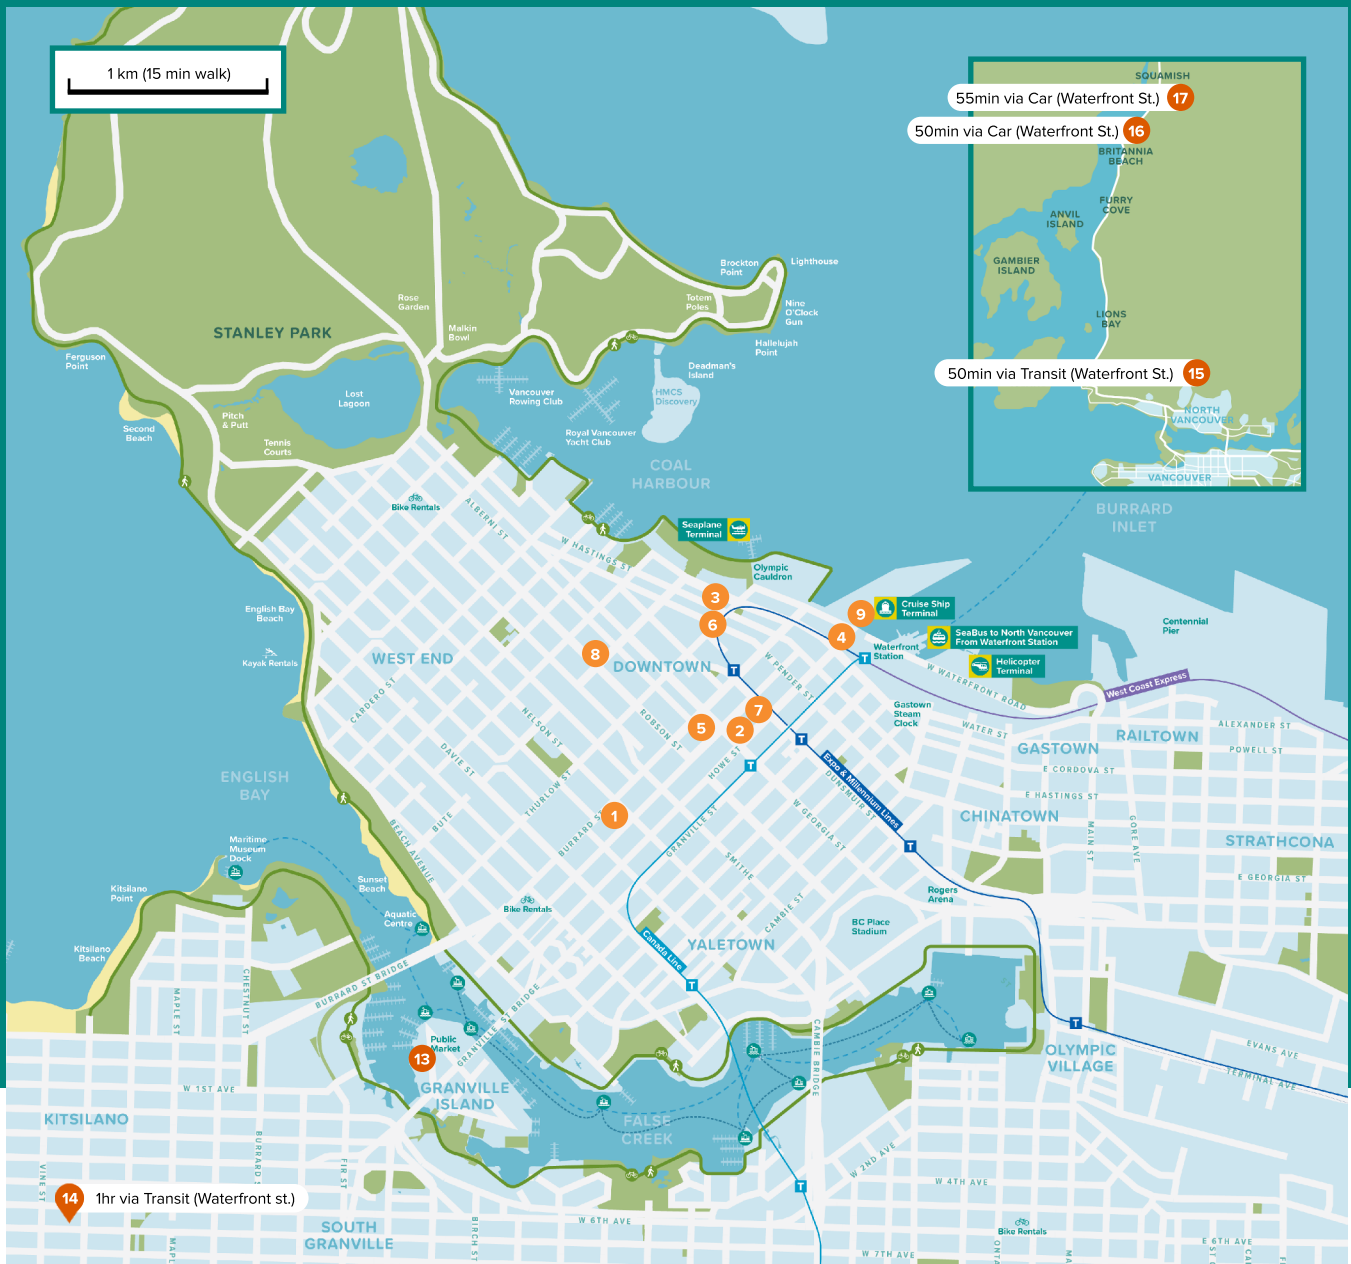 1 km (15 min walk)
SQUAMISH
55min via Car (Waterfront St.)
17
50min via Car (Waterfront St.)
16
BRITANNIA
BEACH
FURRY
COVE
ANVIL
ISLAND
GAMBIER
ISLAND
LIONS
BAY
50min via Transit (Waterfront St.)
15
NORTH
VANCOUVER
VANCOUVER
Brockton
Point
Lighthouse
Rose
Garden
Totem
Poles
Nine
O'Clock
Gun
STANLEY PARK
Malkin
Bowl
Hallelujah
Point
Ferguson
Point
Deadman's
Island
Lost
Lagoon
Vancouver
Rowing Club
HMCS
Discovery
Pitch
& Putt
Second
Beach
Royal Vancouver
Yacht Club
Tennis
Courts
COAL
HARBOUR
Bike Rentals
ALBERNI ST
BURRARD
INLET
Seaplane
Terminal
W HASTINGS ST
Olympic
Cauldron
3
English Bay
Beach
6
9
Cruise Ship
Terminal
4
SeaBus to North Vancouver
From Waterfront Station
Centennial
Pier
Kayak Rentals
WEST END
8
DOWNTOWN
W PENDER ST
T
Waterfront
Station
Helicopter
Terminal
T
W WATERFRONT ROAD
West Coast Express
CARDERO ST
NELSON ST
ROBSON ST
7
5
2
Gastown
Steam
Clock
WATER ST
ALEXANDER ST
RAILTOWN
GASTOWN
POWELL ST
T
DAVIE ST
HOWE ST
T
E CORDOVA ST
ENGLISH
BAY
THURLOW ST
Expo & Millennium Lines
DUNSMUIR ST
E HASTINGS ST
BUTE
1
BURRARD ST
GRANVILLE ST
W GEORGIA ST
CHINATOWN
MAIN ST
GORE AVE
STRATHCONA
Maritime
Museum
Dock
BEACH AVENUE
SMITHE
T
E GEORGIA ST
Kitsilano
Point
Sunset
Beach
Aquatic
Centre
Bike Rentals
CAMBIE ST
Rogers
Arena
BC Place
Stadium
Kitsilano
Beach
Canada Line
YALETOWN
BURRARD ST BRIDGE
T
MAPLE ST
CHESTNUT ST
GRANVILLE ST BRIDGE
CAMBIE BRIDGE
T
Public
Market
13
OLYMPIC
VILLAGE
EVANS AVE
TERMINAL AVE
W 1ST AVE
GRANVILLE
ISLAND
KITSILANO
FALSE
CREEK
VINE ST
BURRARD S
FIR ST
W 2ND AVE
W 4TH AVE
T
14
1hr via Transit (Waterfront st.)
SOUTH
GRANVILLE
BIRCH ST
W 6TH AVE
Bike Rentals
W 7TH AVE
E 6TH AVE
MAPL
ONT
MA